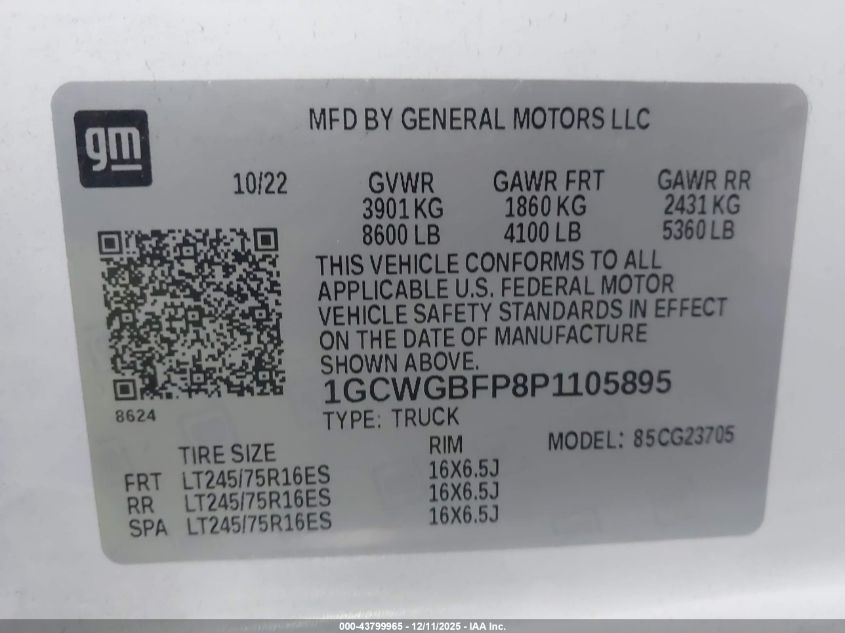 gm
MFD BY GENERAL MOTORS LLC
10/22 GVWR GAWR FRT GAWR RR
3901 KG 1860 KG 2431 KG
8600 LB 4100 LB 5360 LB
THIS VEHICLE CONFORMS TO ALL
APPLICABLE U.S. FEDERAL MOTOR
VEHICLE SAFETY STANDARDS IN EFFECT
ON THE DATE OF MANUFACTURE
SHOWN ABOVE.
1GCWGBFP8P1105895
8624
TYPE: TRUCK
MODEL: 85CG23705
TIRE SIZE RIM
FRT LT245/75R16ES 16X6.5J
RR LT245/75R16ES 16X6.5J
SPA LT245/75R16ES 16X6.5J
000-43799965 - 12/11/2025 - IAA Inc.